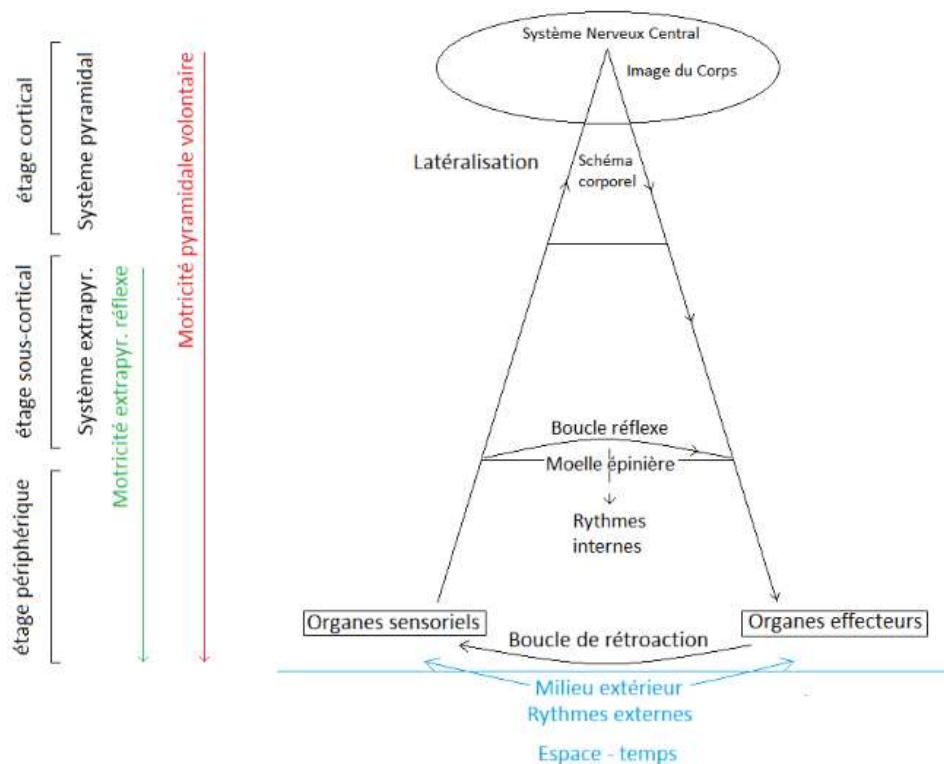 étage cortical
Système pyramidal
étage sous-cortical
Système extrapyr.
étage périphérique
Motricité extrapyr. réflexe
Motricité pyramidale volontaire
Système Nerveux Central
Image du Corps
Latéralisation
Schéma
corporel
Boucle réflexe
Moelle épinière
Rythmes
internes
Organes sensoriels
Organes effecteurs
Boucle de rétroaction
Milieu extérieur
Rythmes externes
Espace - temps